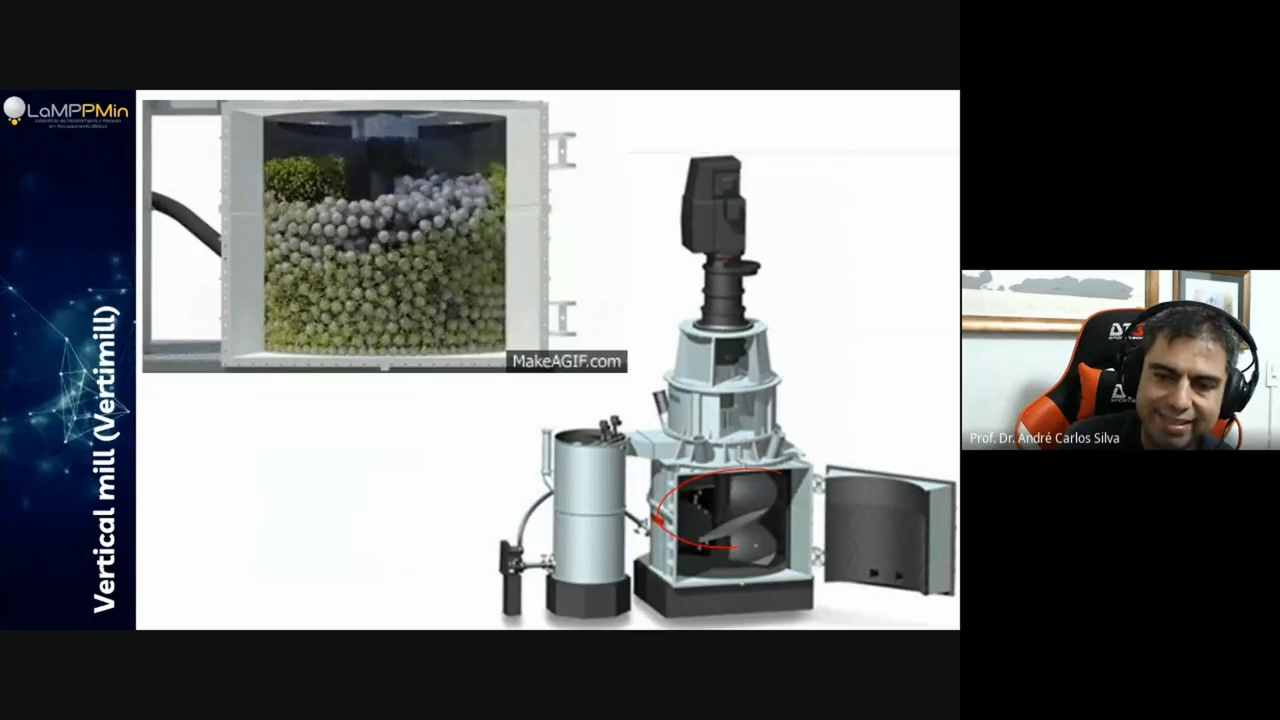 LaMPPMin
Vertical mill (Vertimill)
MakeAGIF.com
Prof. Dr. André Carlos Silva